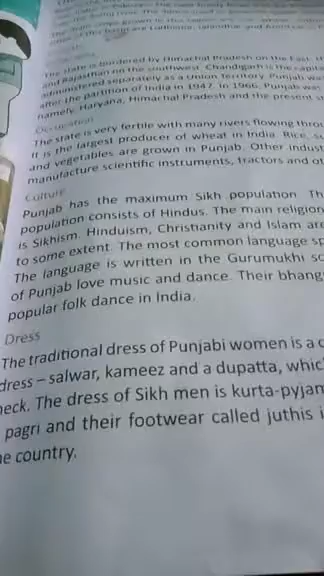 The state is bordered by Himachal Pradesh on the East,
and Rajasthan on the southwest. Chandigarh is the capita
administered separately as a Union Territory. Punjab wa
after the partition of India in 1947. In 1966, Punjab was
namely, Haryana, Himachal Pradesh and the present s
The state is very fertile with many rivers flowing throu
It is the largest producer of wheat in India. Rice, su
and vegetables are grown in Punjab. Other indust
manufacture scientific instruments, tractors and ot
Culture
Punjab has the maximum Sikh population. Th
population consists of Hindus. The main religion
is Sikhism. Hinduism, Christianity and Islam are
to some extent. The most common language sp
The language is written in the Gurumukhi sc
of Punjab love music and dance. Their bhang
popular folk dance in India.
Dress
The traditional dress of Punjabi women is a c
dress – salwar, kameez and a dupatta, whic
neck. The dress of Sikh men is kurta-pyjam
pagri and their footwear called juthis i
he country.